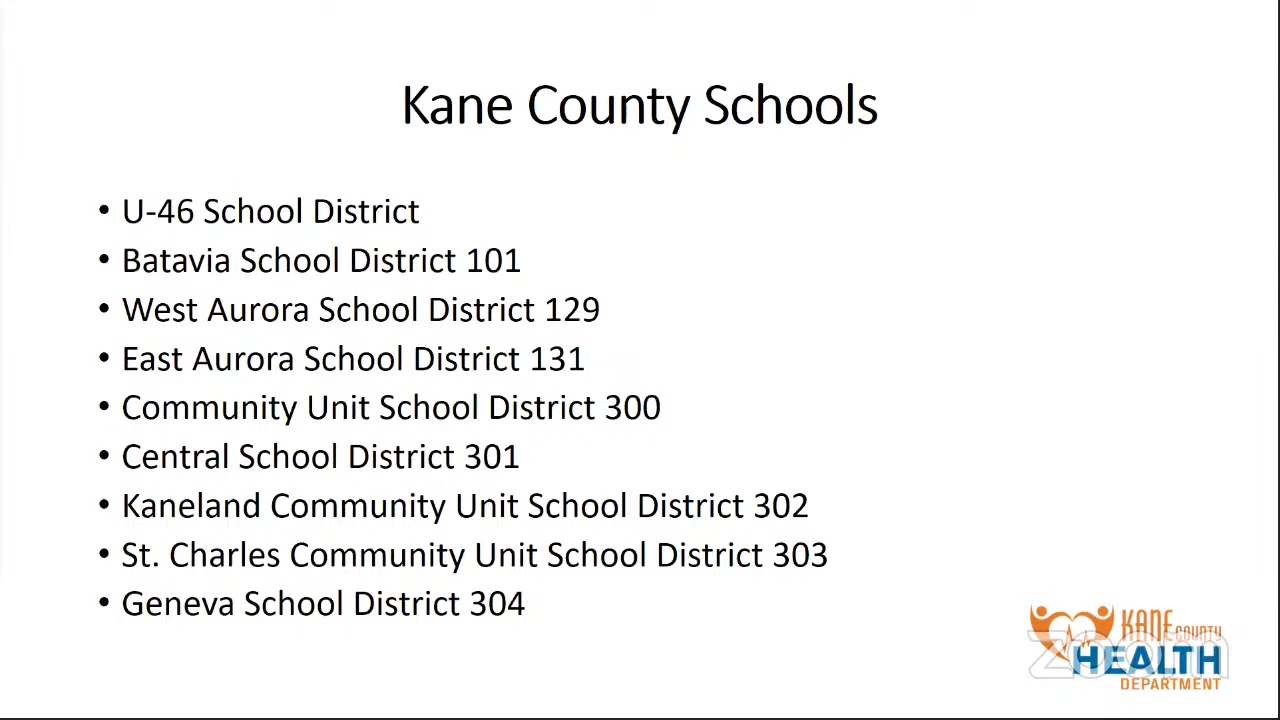 Kane County Schools
• U-46 School District
• Batavia School District 101
• West Aurora School District 129
• East Aurora School District 131
• Community Unit School District 300
• Central School District 301
• Kaneland Community Unit School District 302
• St. Charles Community Unit School District 303
• Geneva School District 304
KANE COUNTY
zoom
HEALTH
DEPARTMENT